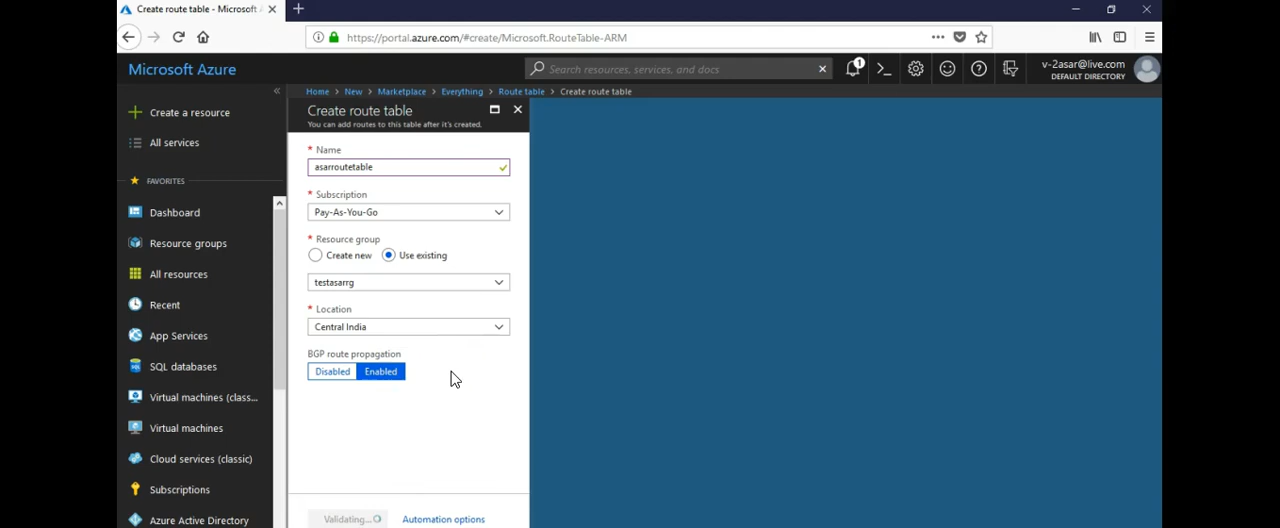 Create route table - Microsoft A
https://portal.azure.com/#create/Microsoft.RouteTable-ARM
Microsoft Azure
Search resources, services, and docs
1
v-2asar@live.com
DEFAULT DIRECTORY
Home > New > Marketplace > Everything > Route table > Create route table
Create a resource
All services
FAVORITES
Dashboard
Resource groups
All resources
Recent
App Services
SQL databases
Virtual machines (class...
Virtual machines
Cloud services (classic)
Subscriptions
Azure Active Directory
Create route table
You can add routes to this table after it's created.
* Name
asarroutetable
* Subscription
Pay-As-You-Go
* Resource group
Create new Use existing
testasarrg
* Location
Central India
BGP route propagation
Disabled Enabled
Validating... Automation options